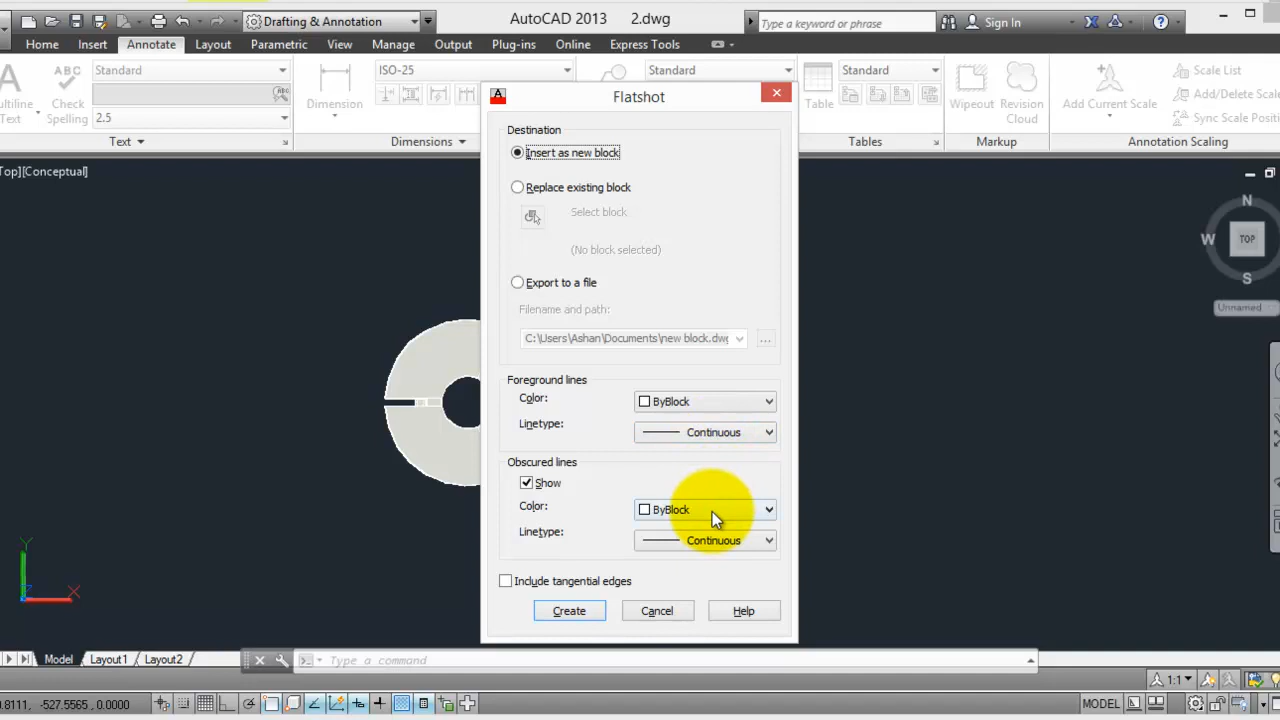 Drafting & Annotation
AutoCAD 2013 2.dwg
Type a keyword or phrase
Sign In
Home Insert Annotate Layout Parametric View Manage Output Plug-ins Online Express Tools
Standard
ISO-25
Standard
Standard
Scale List
ABC
Multiline Text
Check Spelling
2.5
Dimension
Table
Wipeout
Revision Cloud
Add Current Scale
Add/Delete Scale
Sync Scale Positi
Text
Dimensions
Tables
Markup
Annotation Scaling
Flatshot
Destination
Insert as new block
Replace existing block
Select block
(No block selected)
Export to a file
Filename and path:
C:\Users\Ashan\Documents\new block.dwg
...
Foreground lines
Color:
ByBlock
Linetype:
Continuous
Obscured lines
Show
Color:
ByBlock
Linetype:
Continuous
Include tangential edges
Create Cancel Help
Top][Conceptual]
N
W TOP
S
Unnamed
Y
X
Model Layout1 Layout2
Type a command
1:1
.8111, -527.5565, 0.0000
MODEL